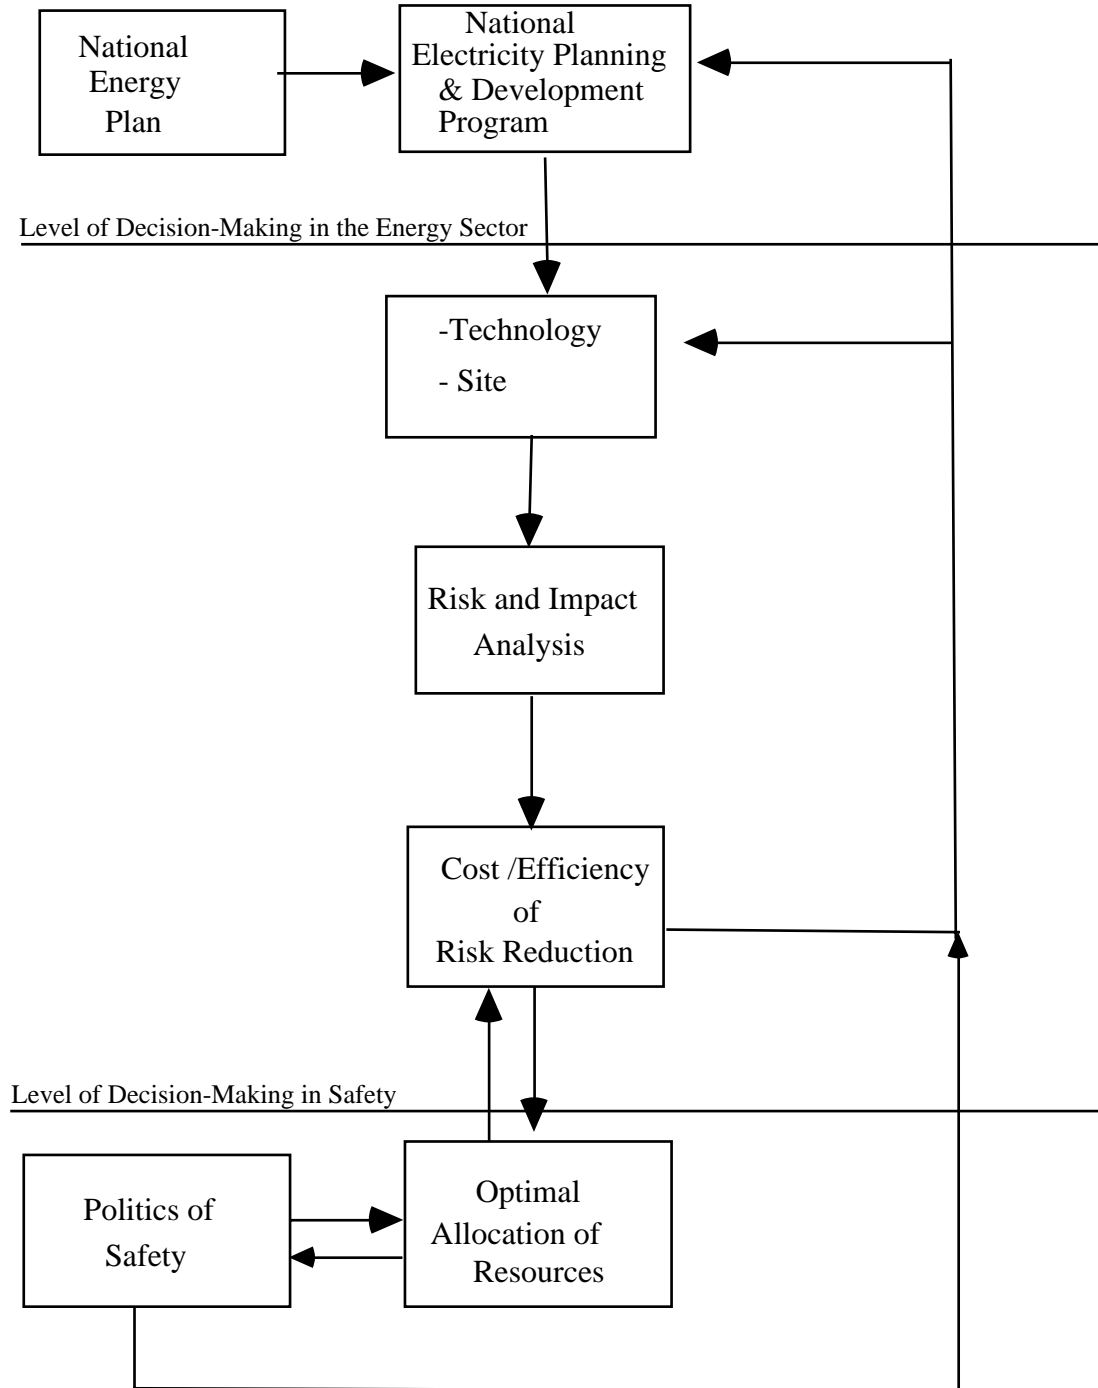 National
Energy
Plan
National
Electricity Planning
& Development
Program
Level of Decision-Making in the Energy Sector
-Technology
- Site
Risk and Impact
Analysis
Cost /Efficiency
of
Risk Reduction
Level of Decision-Making in Safety
Politics of
Safety
Optimal
Allocation of
Resources